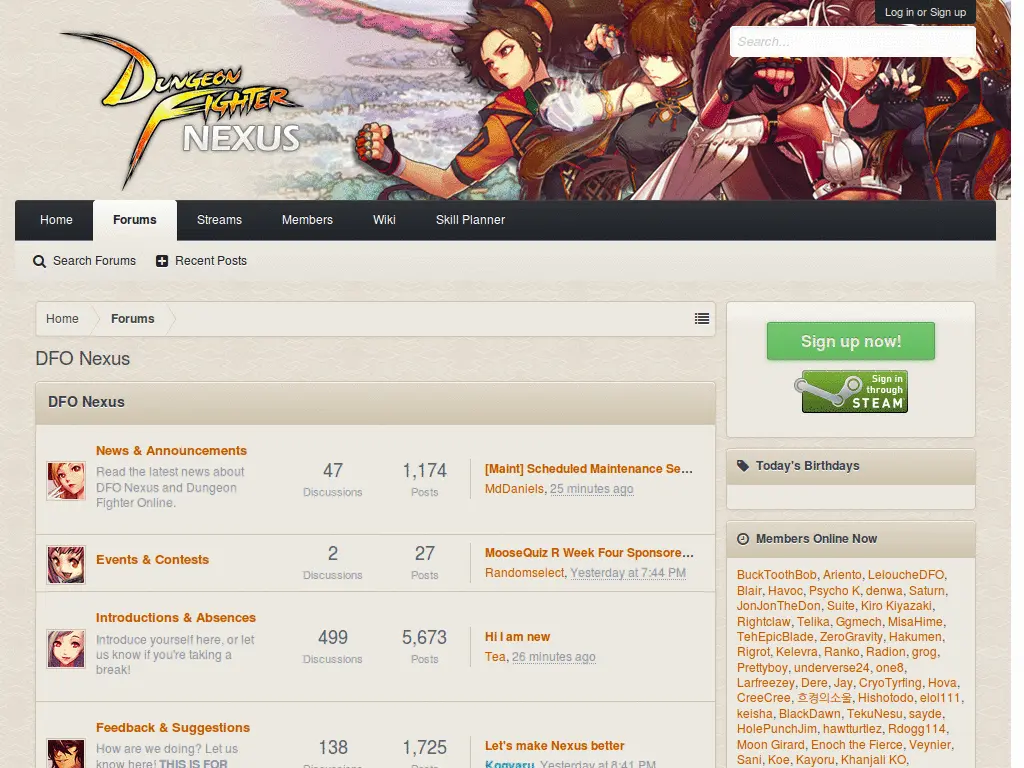 Log in or Sign up
Search...
DUNGEON
FIGHTER
NEXUS
Home
Forums
Streams
Members
Wiki
Skill Planner
Search Forums
Recent Posts
Home
Forums
DFO Nexus
DFO Nexus
News & Announcements
Read the latest news about
DFO Nexus and Dungeon
Fighter Online.
47
Discussions
1,174
Posts
[Maint] Scheduled Maintenance Se...
MdDaniels, 25 minutes ago
Events & Contests
2
Discussions
27
Posts
MooseQuiz R Week Four Sponsore...
Randomselect, Yesterday at 7:44 PM
Introductions & Absences
Introduce yourself here, or let
us know if you're taking a
break!
499
Discussions
5,673
Posts
Hi I am new
Tea, 26 minutes ago
Feedback & Suggestions
How are we doing? Let us
know here! THIS IS FOR
138
Discussions
1,725
Posts
Let's make Nexus better
Kogyaru, Yesterday at 8:41 PM
Sign up now!
Sign in
through
STEAM
Today's Birthdays
Members Online Now
BuckToothBob, Ariento, LeloucheDFO,
Blair, Havoc, Psycho K, denwa, Saturn,
JonJonTheDon, Suite, Kiro Kiyazaki,
Rightclaw, Telika, Ggmech, MisaHime,
TehEpicBlade, ZeroGravity, Hakumen,
Rigrot, Kelevra, Ranko, Radion, grog,
Prettyboy, underverse24, one8,
Larfreezey, Dere, Jay, CryoTyrfing, Hova,
CreeCree, 흐경의소울, Hishotodo, elol111,
keisha, BlackDawn, TekuNesu, sayde,
HolePunchJim, hawtturtlez, Rdogg114,
Moon Girard, Enoch the Fierce, Veynier,
Sani, Koe, Kayoru, Khanjall KO,